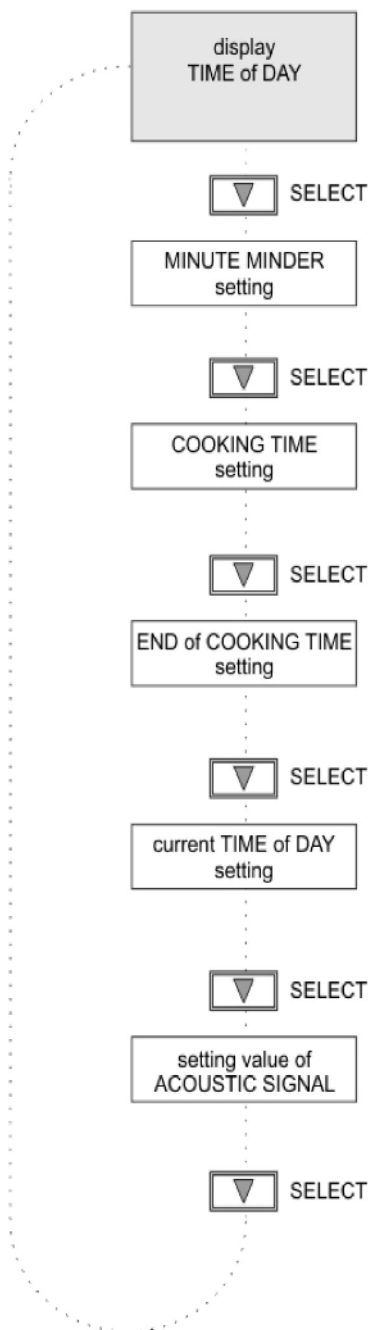 display
TIME of DAY
SELECT
MINUTE MINDER
setting
SELECT
COOKING TIME
setting
SELECT
END of COOKING TIME
setting
SELECT
current TIME of DAY
setting
SELECT
setting value of
ACOUSTIC SIGNAL
SELECT